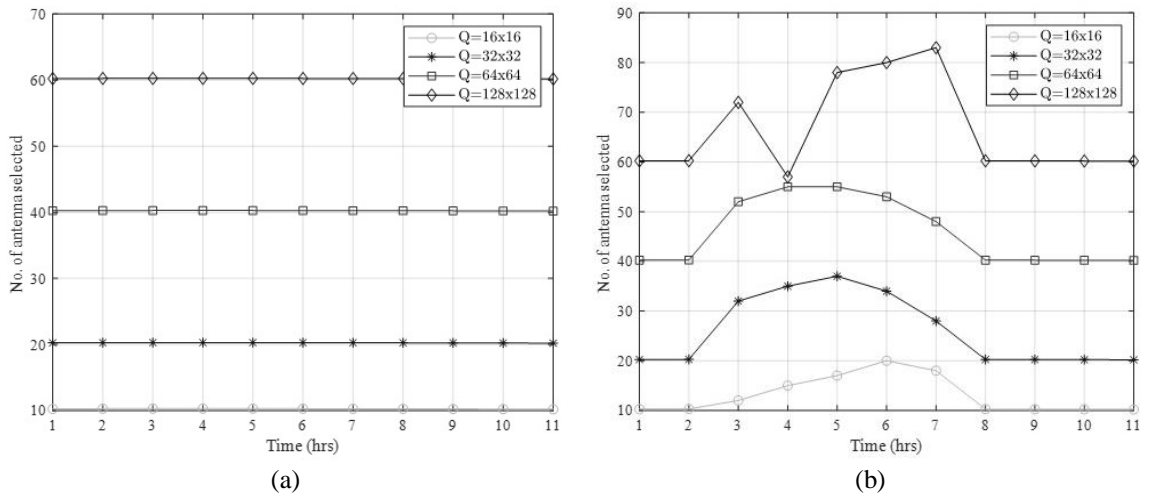 70
60
50
40
30
20
10
No. of antenna selected
1 2 3 4 5 6 7 8 9 10 11
Time (hrs)
Q=16x16
Q=32x32
Q=64x64
Q=128x128
(a)
90
80
70
60
50
40
30
20
10
No. of antenna selected
1 2 3 4 5 6 7 8 9 10 11
Time (hrs)
Q=16x16
Q=32x32
Q=64x64
Q=128x128
(b)